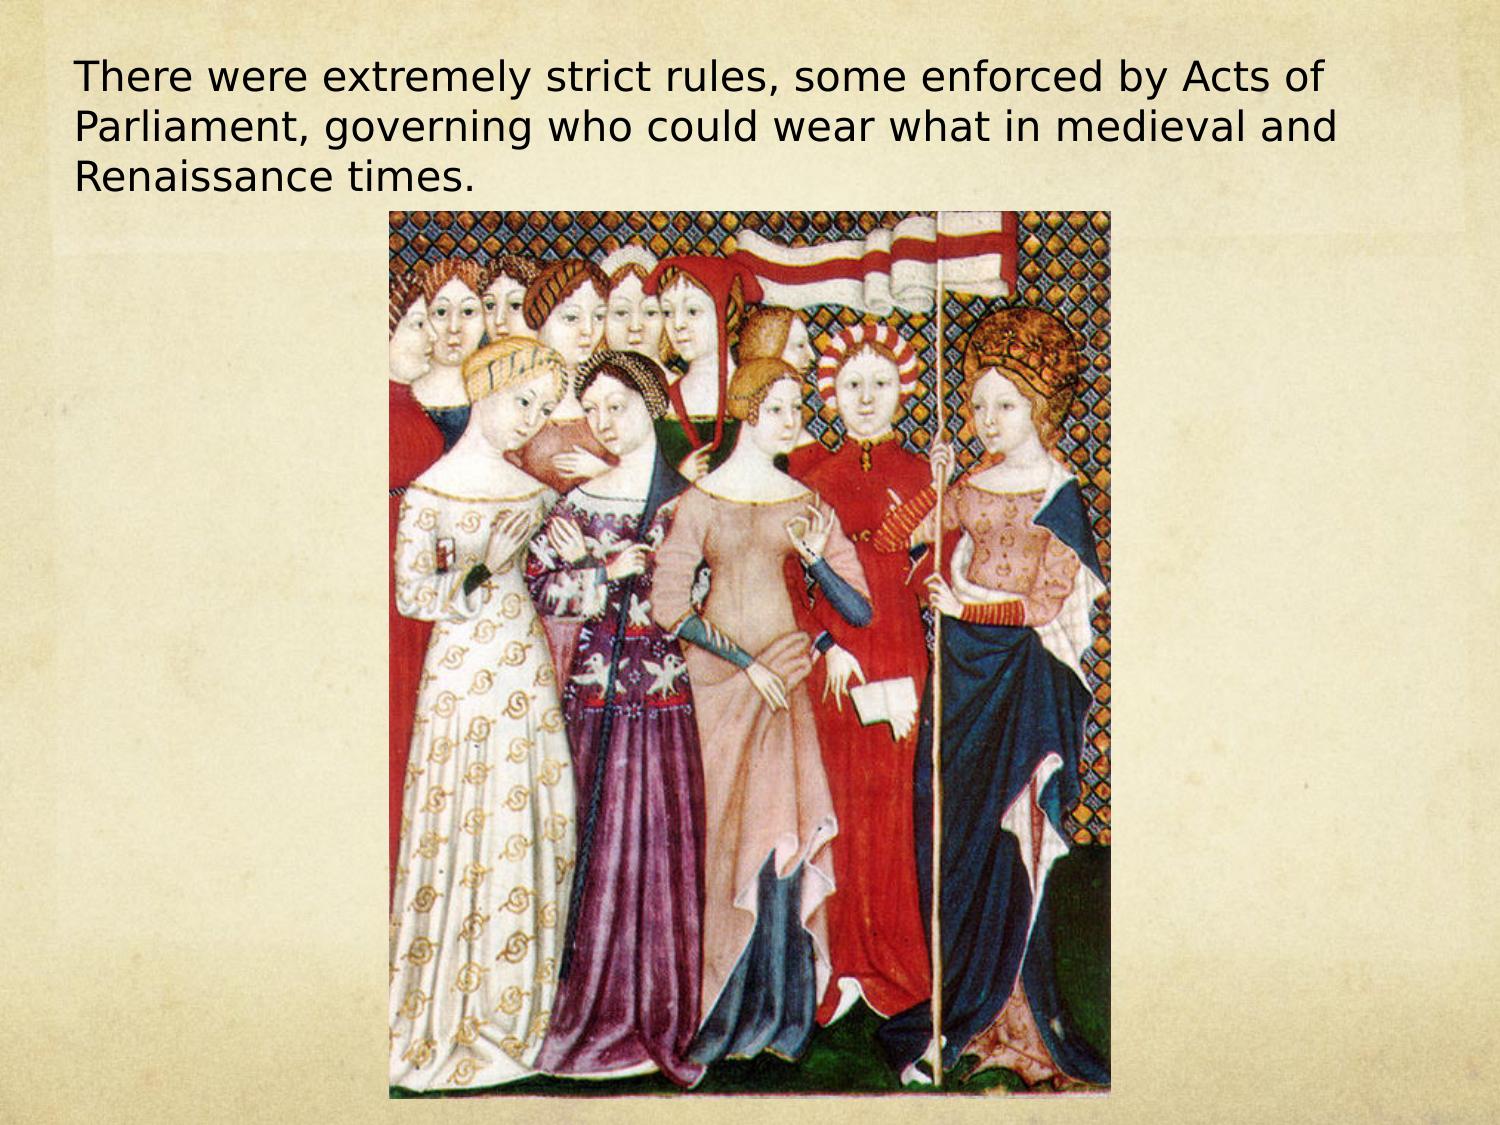 There were extremely strict rules, some enforced by Acts of
Parliament, governing who could wear what in medieval and
Renaissance times.